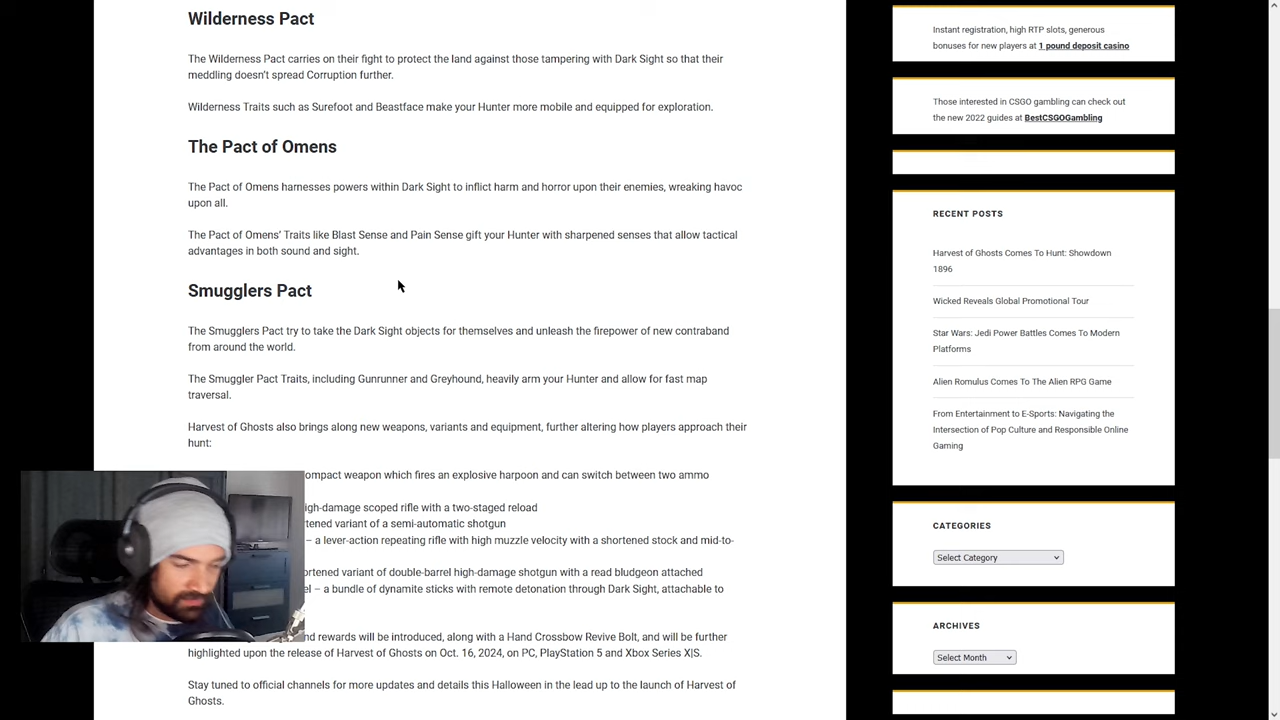 Wilderness Pact
The Wilderness Pact carries on their fight to protect the land against those tampering with Dark Sight so that their
meddling doesn't spread Corruption further.
Wilderness Traits such as Surefoot and Beastface make your Hunter more mobile and equipped for exploration.
The Pact of Omens
The Pact of Omens harnesses powers within Dark Sight to inflict harm and horror upon their enemies, wreaking havoc
upon all.
The Pact of Omens' Traits like Blast Sense and Pain Sense gift your Hunter with sharpened senses that allow tactical
advantages in both sound and sight.
Smugglers Pact
The Smugglers Pact try to take the Dark Sight objects for themselves and unleash the firepower of new contraband
from around the world.
The Smuggler Pact Traits, including Gunrunner and Greyhound, heavily arm your Hunter and allow for fast map
traversal.
Harvest of Ghosts also brings along new weapons, variants and equipment, further altering how players approach their
hunt:
weapon which fires an explosive harpoon and can switch between two ammo
scoped rifle with a two-staged reload
variant of a semi-automatic shotgun
– a lever-action repeating rifle with high muzzle velocity with a shortened stock and mid-to-
variant of double-barrel high-damage shotgun with a read bludgeon attached
– a bundle of dynamite sticks with remote detonation through Dark Sight, attachable to
rewards will be introduced, along with a Hand Crossbow Revive Bolt, and will be further
highlighted upon the release of Harvest of Ghosts on Oct. 16, 2024, on PC, PlayStation 5 and Xbox Series X|S.
Stay tuned to official channels for more updates and details this Halloween in the lead up to the launch of Harvest of
Ghosts.
Instant registration, high RTP slots, generous
bonuses for new players at 1 pound deposit casino
Those interested in CSGO gambling can check out
the new 2022 guides at BestCSGOGambling
RECENT POSTS
Harvest of Ghosts Comes To Hunt: Showdown
1896
Wicked Reveals Global Promotional Tour
Star Wars: Jedi Power Battles Comes To Modern
Platforms
Alien Romulus Comes To The Alien RPG Game
From Entertainment to E-Sports: Navigating the
Intersection of Pop Culture and Responsible Online
Gaming
CATEGORIES
Select Category
ARCHIVES
Select Month